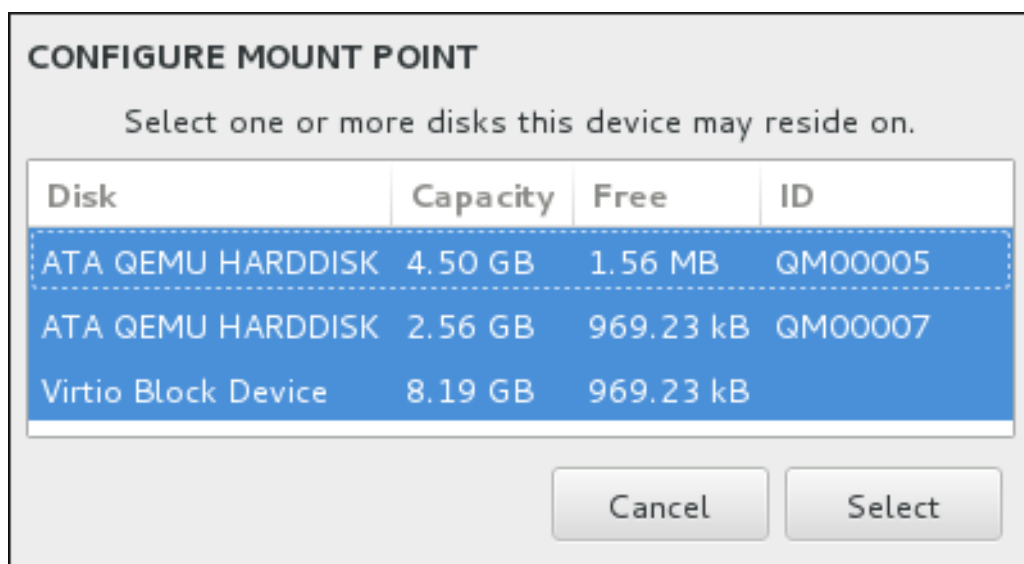 CONFIGURE MOUNT POINT
Select one or more disks this device may reside on.
Disk Capacity Free ID
ATA QEMU HARDDISK 4.50 GB 1.56 MB QM00005
ATA QEMU HARDDISK 2.56 GB 969.23 kB QM00007
Virtio Block Device 8.19 GB 969.23 kB
Cancel Select